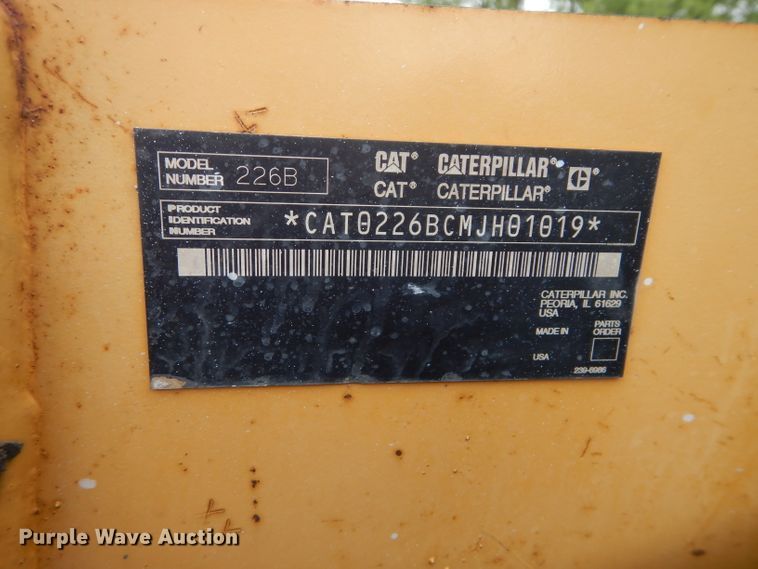 MODEL NUMBER 226B
CAT® CATERPILLAR® C
CAT® CATERPILLAR®
PRODUCT IDENTIFICATION NUMBER *CAT0226BCMJH01019*
CATERPILLAR INC.
PEORIA, IL 61629
USA
MADE IN
PARTS ORDER
USA
239-6986
Purple Wave Auction